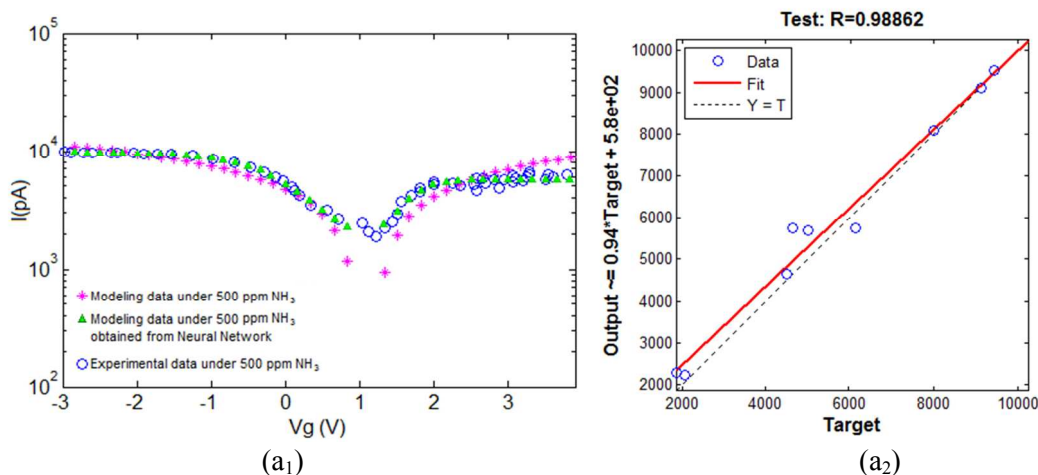 10^5
10^4
10^3
10^2
I(pA)
-3 -2 -1 0 1 2 3
Vg (V)
Modeling data under 500 ppm NH₃
Modeling data under 500 ppm NH₃
obtained from Neural Network
Experimental data under 500 ppm NH₃
(a₁)
Test: R=0.98862
Output ~= 0.94*Target + 5.8e+02
10000
9000
8000
7000
6000
5000
4000
3000
2000
Data
Fit
Y = T
2000 4000 6000 8000 10000
Target
(a₂)